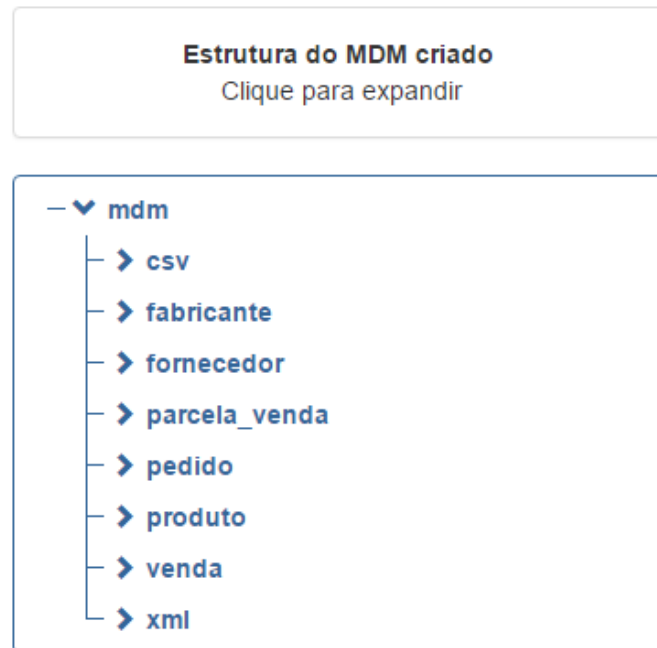 Estrutura do MDM criado
Clique para expandir
mdm
csv
fabricante
fornecedor
parcela_venda
pedido
produto
venda
xml